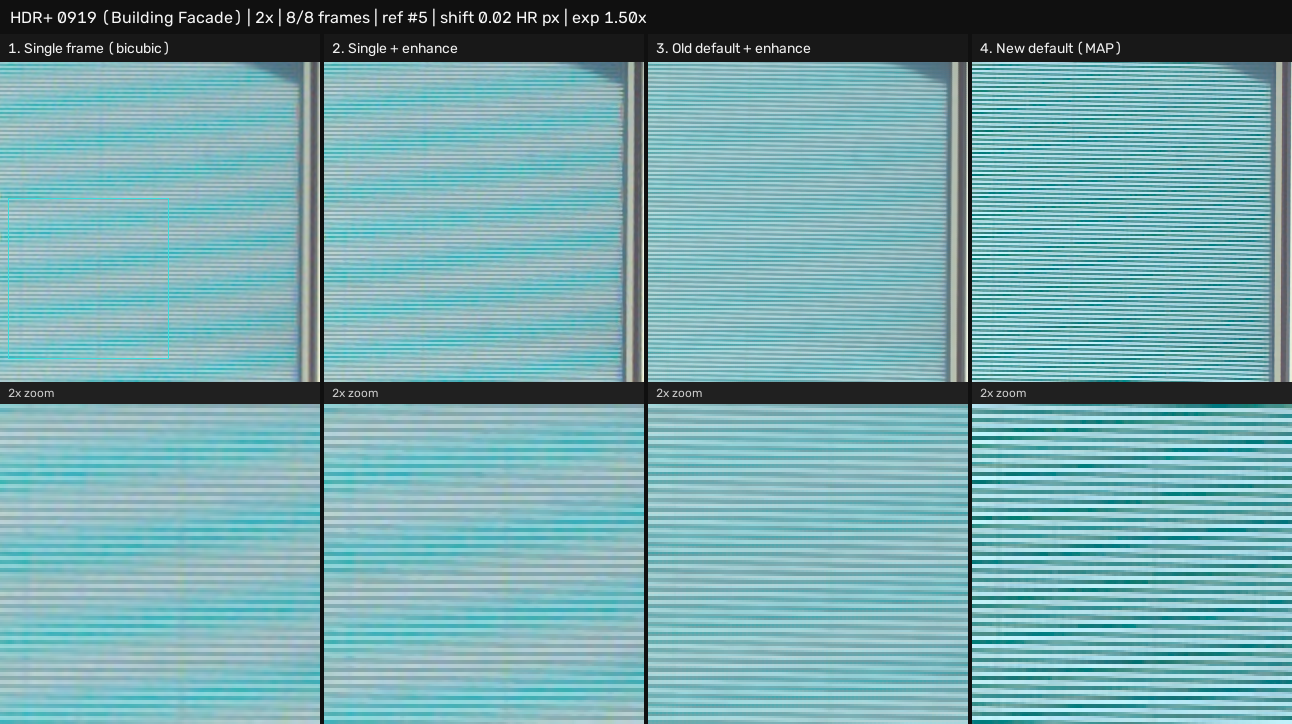 HDR+ 0919 (Building Facade) | 2x | 8/8 frames | ref #5 | shift 0.02 HR px | exp 1.50x
1. Single frame (bicubic)
2. Single + enhance
3. Old default + enhance
4. New default (MAP)
2x zoom
2x zoom
2x zoom
2x zoom